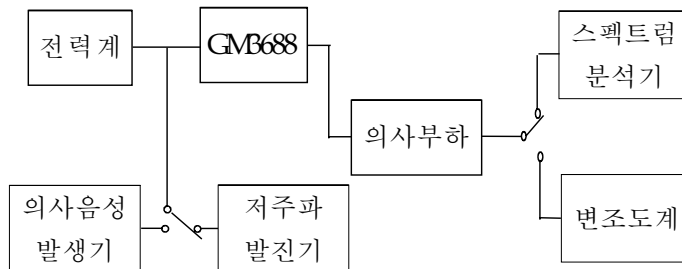 전력계
GM3688
스펙트럼
분석기
의사부하
의사음성
발생기
저주파
발진기
변조도계